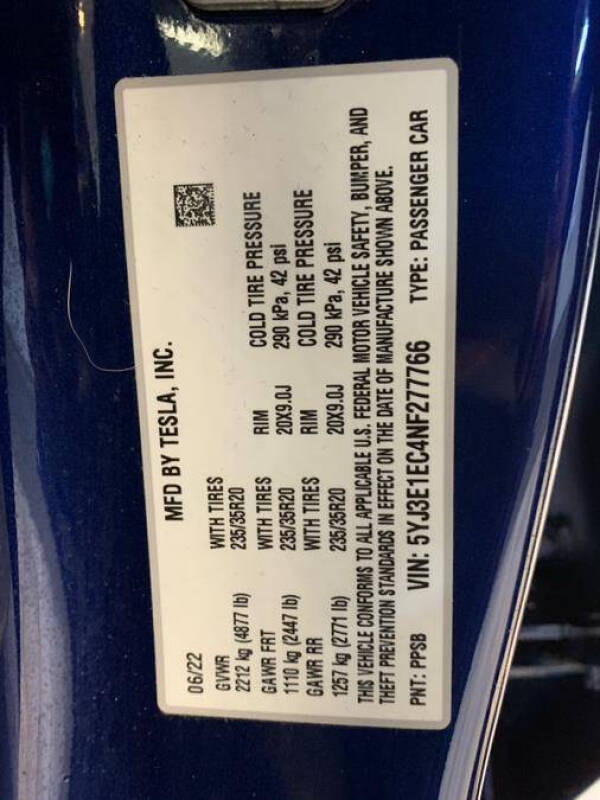 MFD BY TESLA, INC.
06/22
GVWR WITH TIRES
2212 kg (4877 lb) 235/35R20
GAWR FRT WITH TIRES RIM COLD TIRE PRESSURE
1110 kg (2447 lb) 235/35R20 20X9.0J 290 kPa, 42 psi
GAWR RR WITH TIRES RIM COLD TIRE PRESSURE
1257 kg (2771 lb) 235/35R20 20X9.0J 290 kPa, 42 psi
THIS VEHICLE CONFORMS TO ALL APPLICABLE U.S. FEDERAL MOTOR VEHICLE SAFETY, BUMPER, AND
THEFT PREVENTION STANDARDS IN EFFECT ON THE DATE OF MANUFACTURE SHOWN ABOVE.
PNT: PPSB VIN: 5YJ3E1EC4NF277766 TYPE: PASSENGER CAR